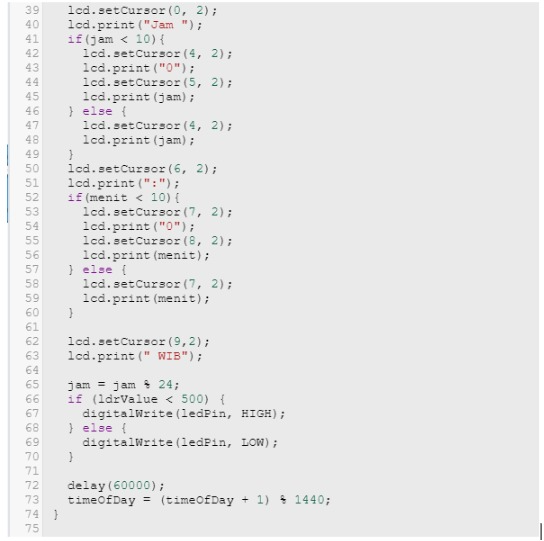 39 lcd.setCursor(0, 2);
40 lcd.print("Jam ");
41 if(jam < 10){
42 lcd.setCursor(4, 2);
43 lcd.print("0");
44 lcd.setCursor(5, 2);
45 lcd.print(jam);
46 } else {
47 lcd.setCursor(4, 2);
48 lcd.print(jam);
49 }
50 lcd.setCursor(6, 2);
51 lcd.print(":");
52 if(menit < 10){
53 lcd.setCursor(7, 2);
54 lcd.print("0");
55 lcd.setCursor(8, 2);
56 lcd.print(menit);
57 } else {
58 lcd.setCursor(7, 2);
59 lcd.print(menit);
60 }
61
62 lcd.setCursor(9,2);
63 lcd.print(" WIB");
64
65 jam = jam % 24;
66 if (ldrValue < 500) {
67 digitalWrite(ledPin, HIGH);
68 } else {
69 digitalWrite(ledPin, LOW);
70 }
71
72 delay(60000);
73 timeOfDay = (timeOfDay + 1) % 1440;
74 }
75